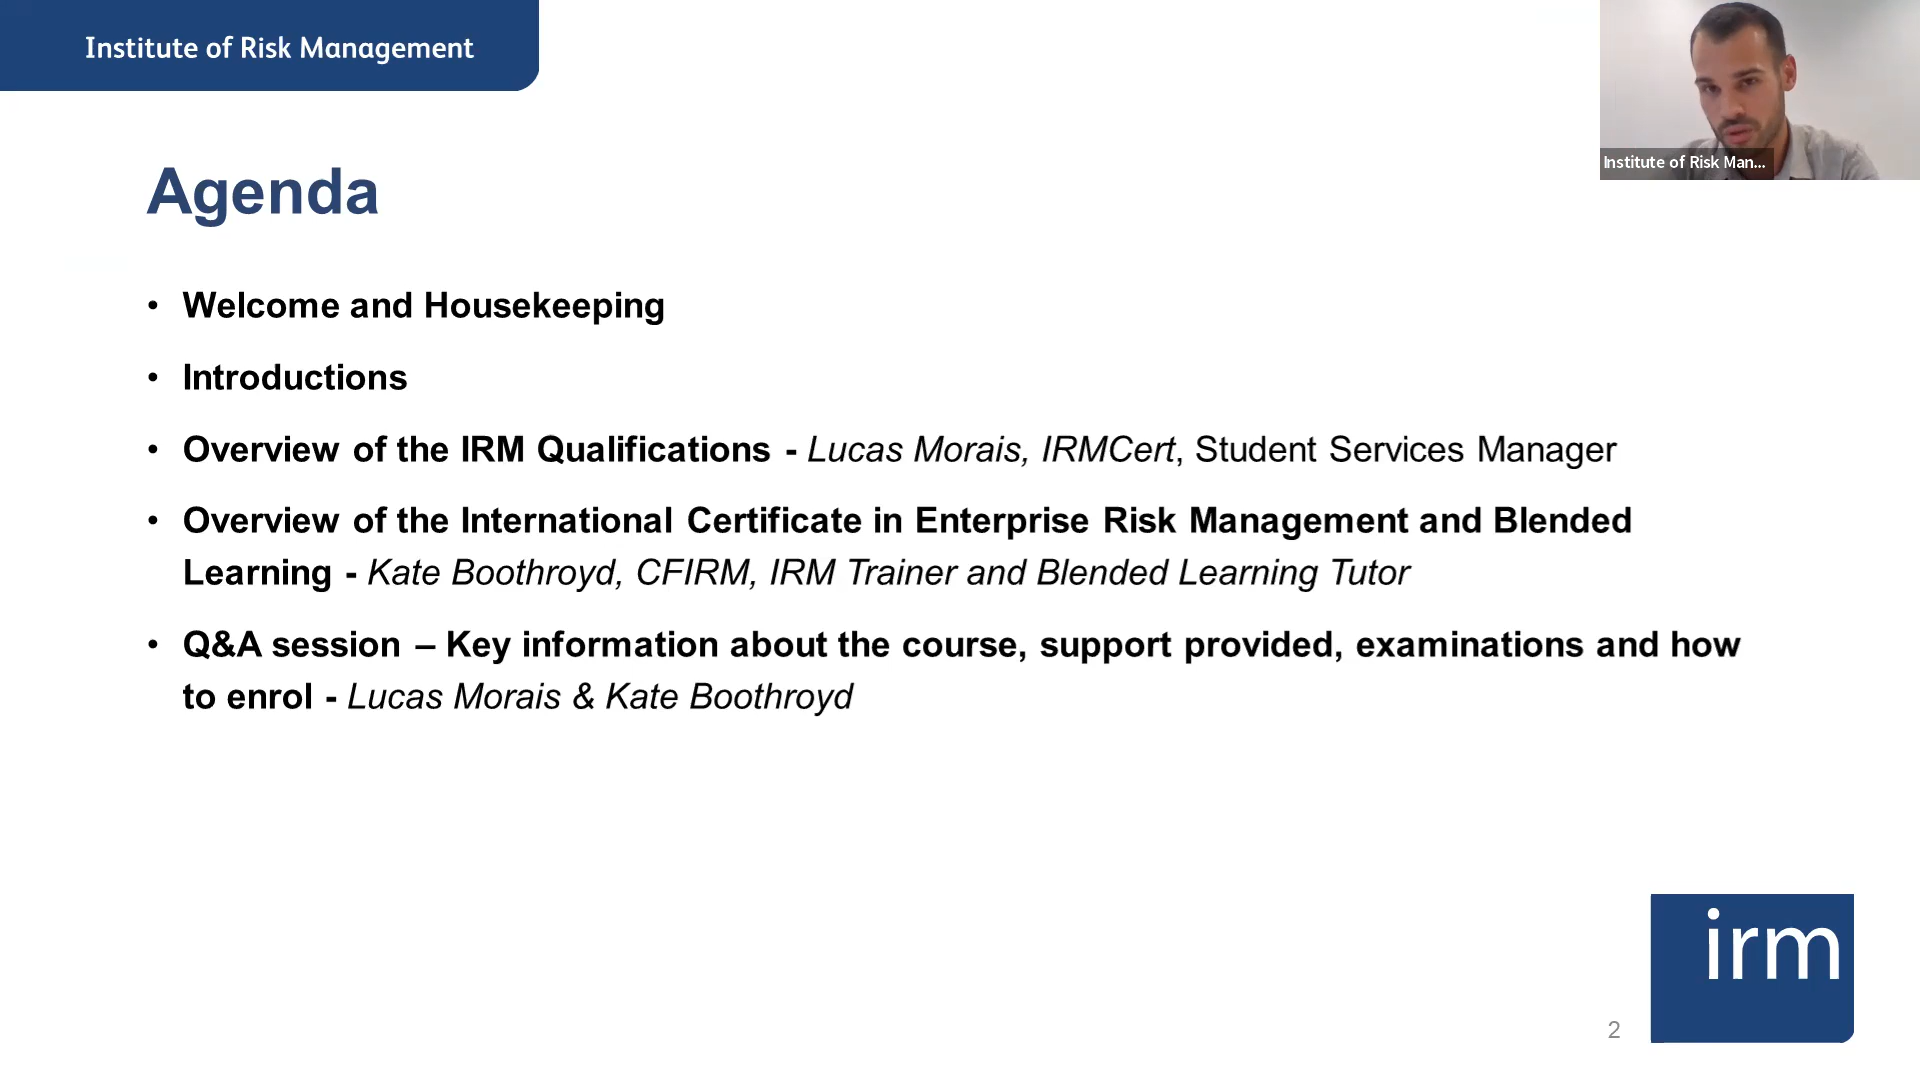 Institute of Risk Management
Institute of Risk Man...
Agenda
• Welcome and Housekeeping
• Introductions
• Overview of the IRM Qualifications - Lucas Morais, IRMCert, Student Services Manager
• Overview of the International Certificate in Enterprise Risk Management and Blended
Learning - Kate Boothroyd, CFIRM, IRM Trainer and Blended Learning Tutor
• Q&A session – Key information about the course, support provided, examinations and how
to enrol - Lucas Morais & Kate Boothroyd
irm
2